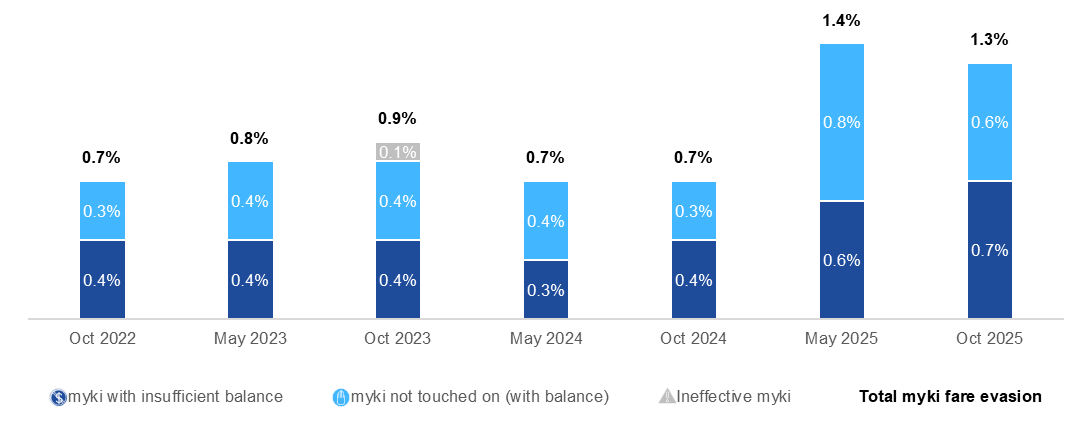 1.4%
1.3%
0.9%
0.8%
0.7%
0.7%
0.7%
0.1%
0.3%
0.4%
0.4%
0.4%
0.3%
0.8%
0.6%
0.4%
0.4%
0.4%
0.3%
0.4%
0.6%
0.7%
Oct 2022
May 2023
Oct 2023
May 2024
Oct 2024
May 2025
Oct 2025
$
myki with insufficient balance
myki not touched on (with balance)
Ineffective myki
Total myki fare evasion